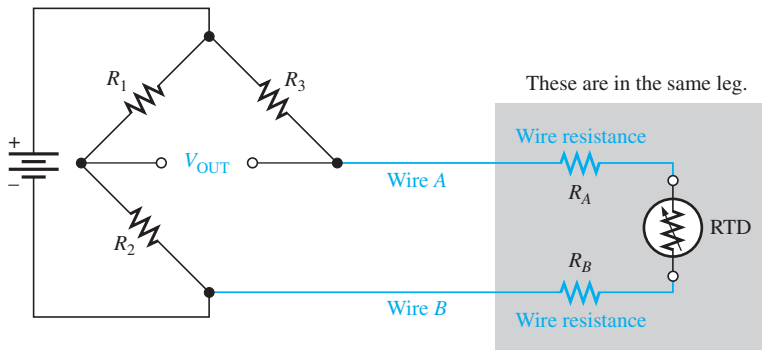 These are in the same leg.
R1
R3
Wire resistance
+
VOUT
−
Wire A
RA
RTD
R2
RB
Wire B
Wire resistance